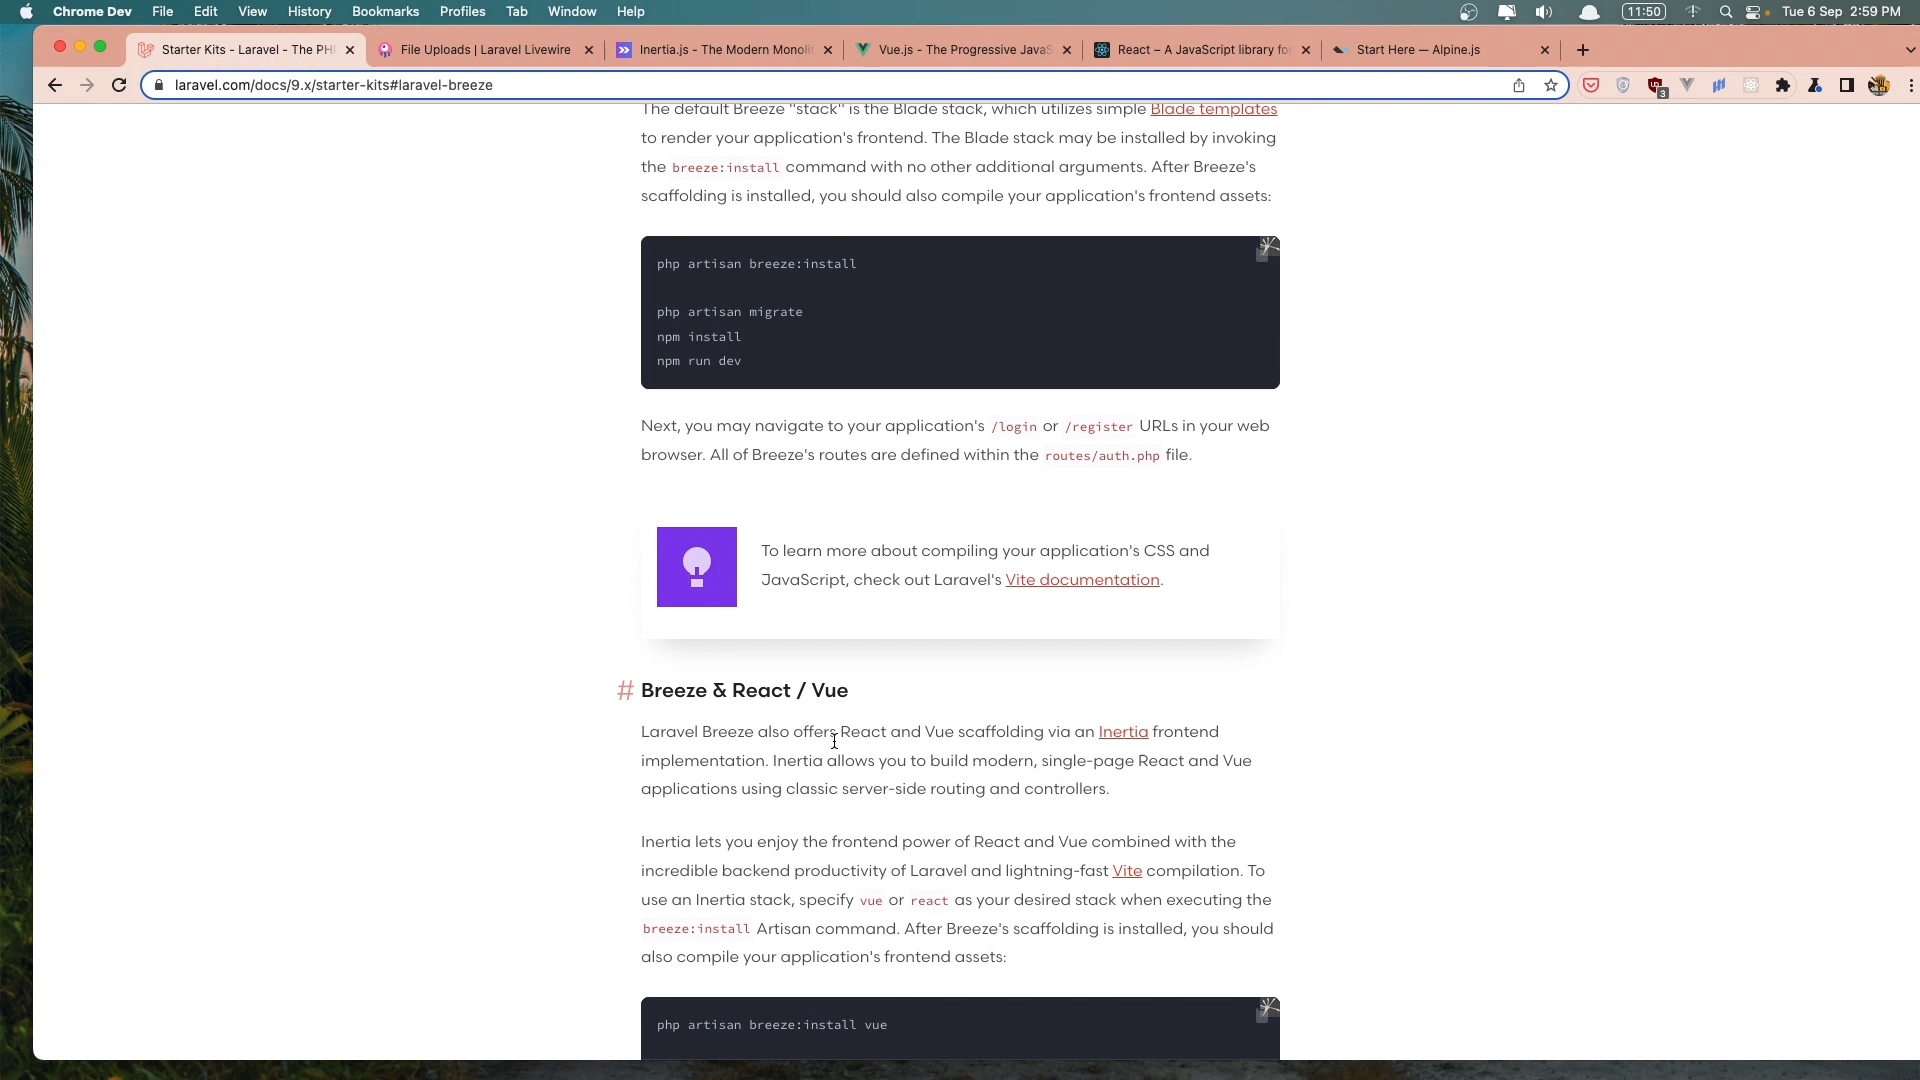 Chrome Dev File Edit View History Bookmarks Profiles Tab Window Help 11:50 Tue 6 Sep 2:59 PM
Starter Kits - Laravel - The PH File Uploads | Laravel Livewire Inertia.js - The Modern Monolit Vue.js - The Progressive JavaS React – A JavaScript library for Start Here — Alpine.js
laravel.com/docs/9.x/starter-kits#laravel-breeze 3
The default Breeze "stack" is the Blade stack, which utilizes simple Blade templates
to render your application's frontend. The Blade stack may be installed by invoking
the breeze:install command with no other additional arguments. After Breeze's
scaffolding is installed, you should also compile your application's frontend assets:
php artisan breeze:install
php artisan migrate
npm install
npm run dev
Next, you may navigate to your application's /login or /register URLs in your web
browser. All of Breeze's routes are defined within the routes/auth.php file.
To learn more about compiling your application's CSS and
JavaScript, check out Laravel's Vite documentation.
# Breeze & React / Vue
Laravel Breeze also offers React and Vue scaffolding via an Inertia frontend
implementation. Inertia allows you to build modern, single-page React and Vue
applications using classic server-side routing and controllers.
Inertia lets you enjoy the frontend power of React and Vue combined with the
incredible backend productivity of Laravel and lightning-fast Vite compilation. To
use an Inertia stack, specify vue or react as your desired stack when executing the
breeze:install Artisan command. After Breeze's scaffolding is installed, you should
also compile your application's frontend assets:
php artisan breeze:install vue